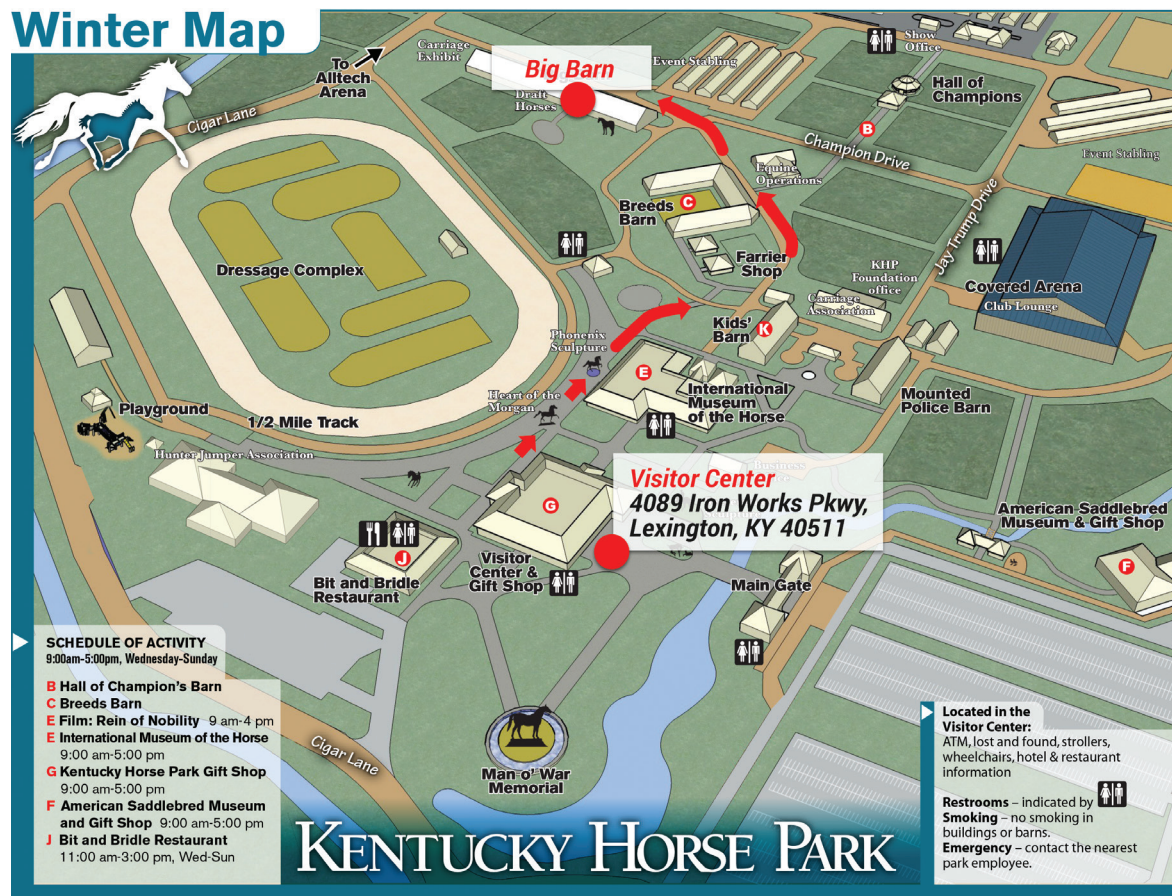 Winter Map
To
Alltech
Arena
Cigar Lane
Carriage
Exhibit
Big Barn
Draft
Horses
Event Stabling
Show
Office
Hall of
Champions
B
Champion Drive
Event Stabling
Equine
Operations
Breeds
Barn
C
Jay Trump Drive
Dressage Complex
Farrier
Shop
KHP
Foundation
office
Covered Arena
Club Lounge
Carriage
Association
Kids'
Barn
K
Phonenix
Sculpture
E
International
Museum
of the Horse
Mounted
Police Barn
Heart of the
Morgan
Playground
1/2 Mile Track
Hunter Jumper Association
Visitor Center
4089 Iron Works Pkwy,
Lexington, KY 40511
G
American Saddlebred
Museum & Gift Shop
F
J
Bit and Bridle
Restaurant
Visitor
Center &
Gift Shop
Main Gate
Man o' War
Memorial
Cigar Lane
SCHEDULE OF ACTIVITY
9:00am-5:00pm, Wednesday-Sunday
B Hall of Champion's Barn
C Breeds Barn
E Film: Rein of Nobility 9 am-4 pm
E International Museum of the Horse
9:00 am-5:00 pm
G Kentucky Horse Park Gift Shop
9:00 am-5:00 pm
F American Saddlebred Museum
and Gift Shop 9:00 am-5:00 pm
J Bit and Bridle Restaurant
11:00 am-3:00 pm, Wed-Sun
KENTUCKY HORSE PARK
Located in the
Visitor Center:
ATM, lost and found, strollers,
wheelchairs, hotel & restaurant
information
Restrooms – indicated by
Smoking – no smoking in
buildings or barns.
Emergency – contact the nearest
park employee.